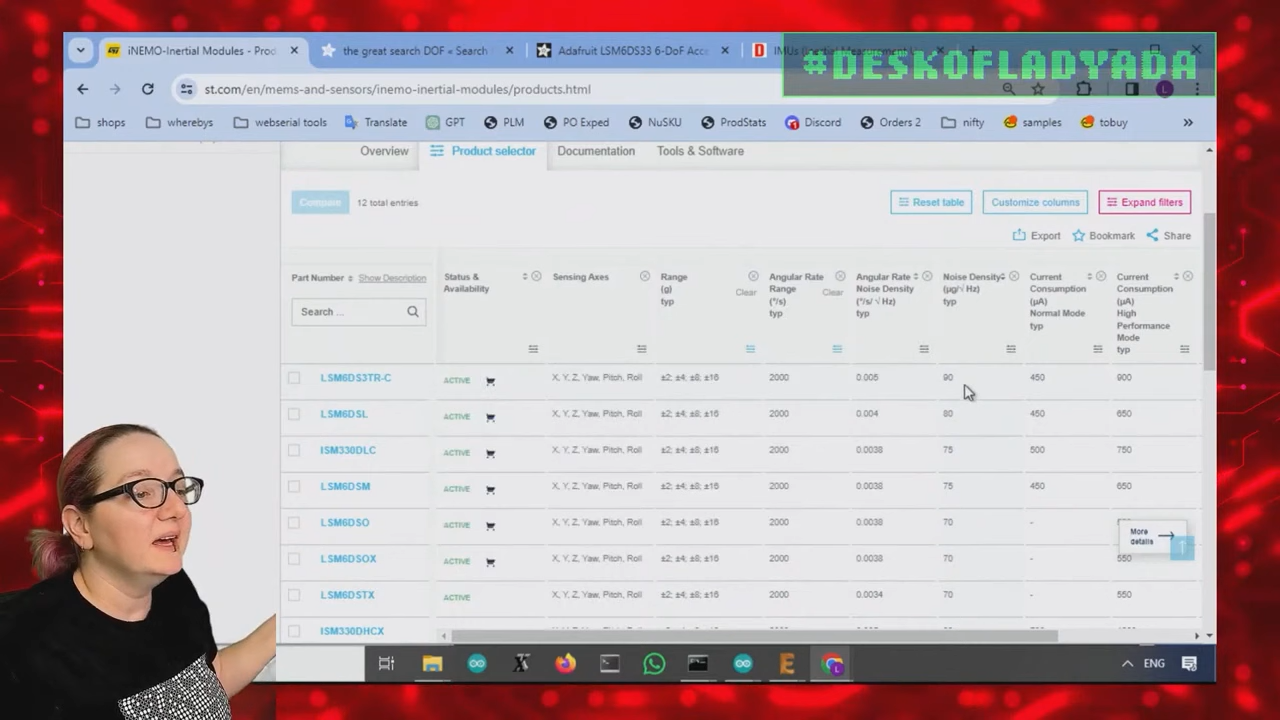 #DESKOFLADYADA
iNEMO-Inertial Modules - Prod
the great search DOF « Search
Adafruit LSM6DS33 6-DoF Acce
st.com/en/mems-and-sensors/inemo-inertial-modules/products.html
shops
wherebys
webserial tools
Translate
GPT
PLM
PO Exped
NuSKU
ProdStats
Discord
Orders 2
nifty
samples
tobuy
Overview
Product selector
Documentation
Tools & Software
Compare
12 total entries
Reset table
Customize columns
Expand filters
Export
Bookmark
Share
Part Number
Show Description
Search ...
Status &
Availability
Sensing Axes
Range
(g)
typ
Clear
Angular Rate
Range
(°/s)
typ
Clear
Angular Rate
Noise Density
(°/s/ √ Hz)
typ
Noise Density
(µg/√ Hz)
typ
Current
Consumption
(µA)
Normal Mode
typ
Current
Consumption
(µA)
High
Performance
Mode
typ
LSM6DS3TR-C ACTIVE X, Y, Z, Yaw, Pitch, Roll ±2; ±4; ±8; ±16 2000 0.005 90 450 900
LSM6DSL ACTIVE X, Y, Z, Yaw, Pitch, Roll ±2; ±4; ±8; ±16 2000 0.004 80 450 650
ISM330DLC ACTIVE X, Y, Z, Yaw, Pitch, Roll ±2; ±4; ±8; ±16 2000 0.0038 75 500 750
LSM6DSM ACTIVE X, Y, Z, Yaw, Pitch, Roll ±2; ±4; ±8; ±16 2000 0.0038 75 450 650
LSM6DSO ACTIVE X, Y, Z, Yaw, Pitch, Roll ±2; ±4; ±8; ±16 2000 0.0038 70 -
LSM6DSOX ACTIVE X, Y, Z, Yaw, Pitch, Roll ±2; ±4; ±8; ±16 2000 0.0038 70 - 550
LSM6DSTX ACTIVE X, Y, Z, Yaw, Pitch, Roll ±2; ±4; ±8; ±16 2000 0.0034 70 - 550
ISM330DHCX
More
details
ENG